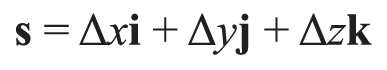 s = Δxi + Δyj + Δzk